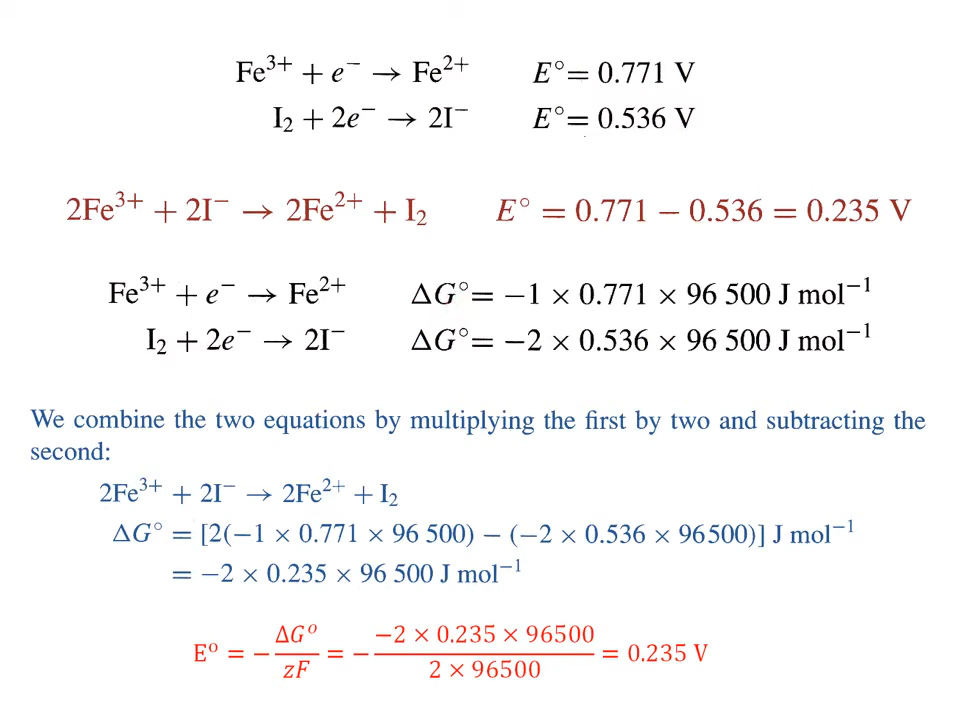 Fe³⁺ + e⁻ → Fe²⁺ E°= 0.771 V
I₂ + 2e⁻ → 2I⁻ E°= 0.536 V
2Fe³⁺ + 2I⁻ → 2Fe²⁺ + I₂ E° = 0.771 − 0.536 = 0.235 V
Fe³⁺ + e⁻ → Fe²⁺ ΔG°= −1 × 0.771 × 96 500 J mol⁻¹
I₂ + 2e⁻ → 2I⁻ ΔG°= −2 × 0.536 × 96 500 J mol⁻¹
We combine the two equations by multiplying the first by two and subtracting the
second:
2Fe³⁺ + 2I⁻ → 2Fe²⁺ + I₂
ΔG° = [2(−1 × 0.771 × 96 500) − (−2 × 0.536 × 96500)] J mol⁻¹
= −2 × 0.235 × 96 500 J mol⁻¹
Eᵒ = − ΔGᵒ / zF = − −2 × 0.235 × 96500 / 2 × 96500 = 0.235 V